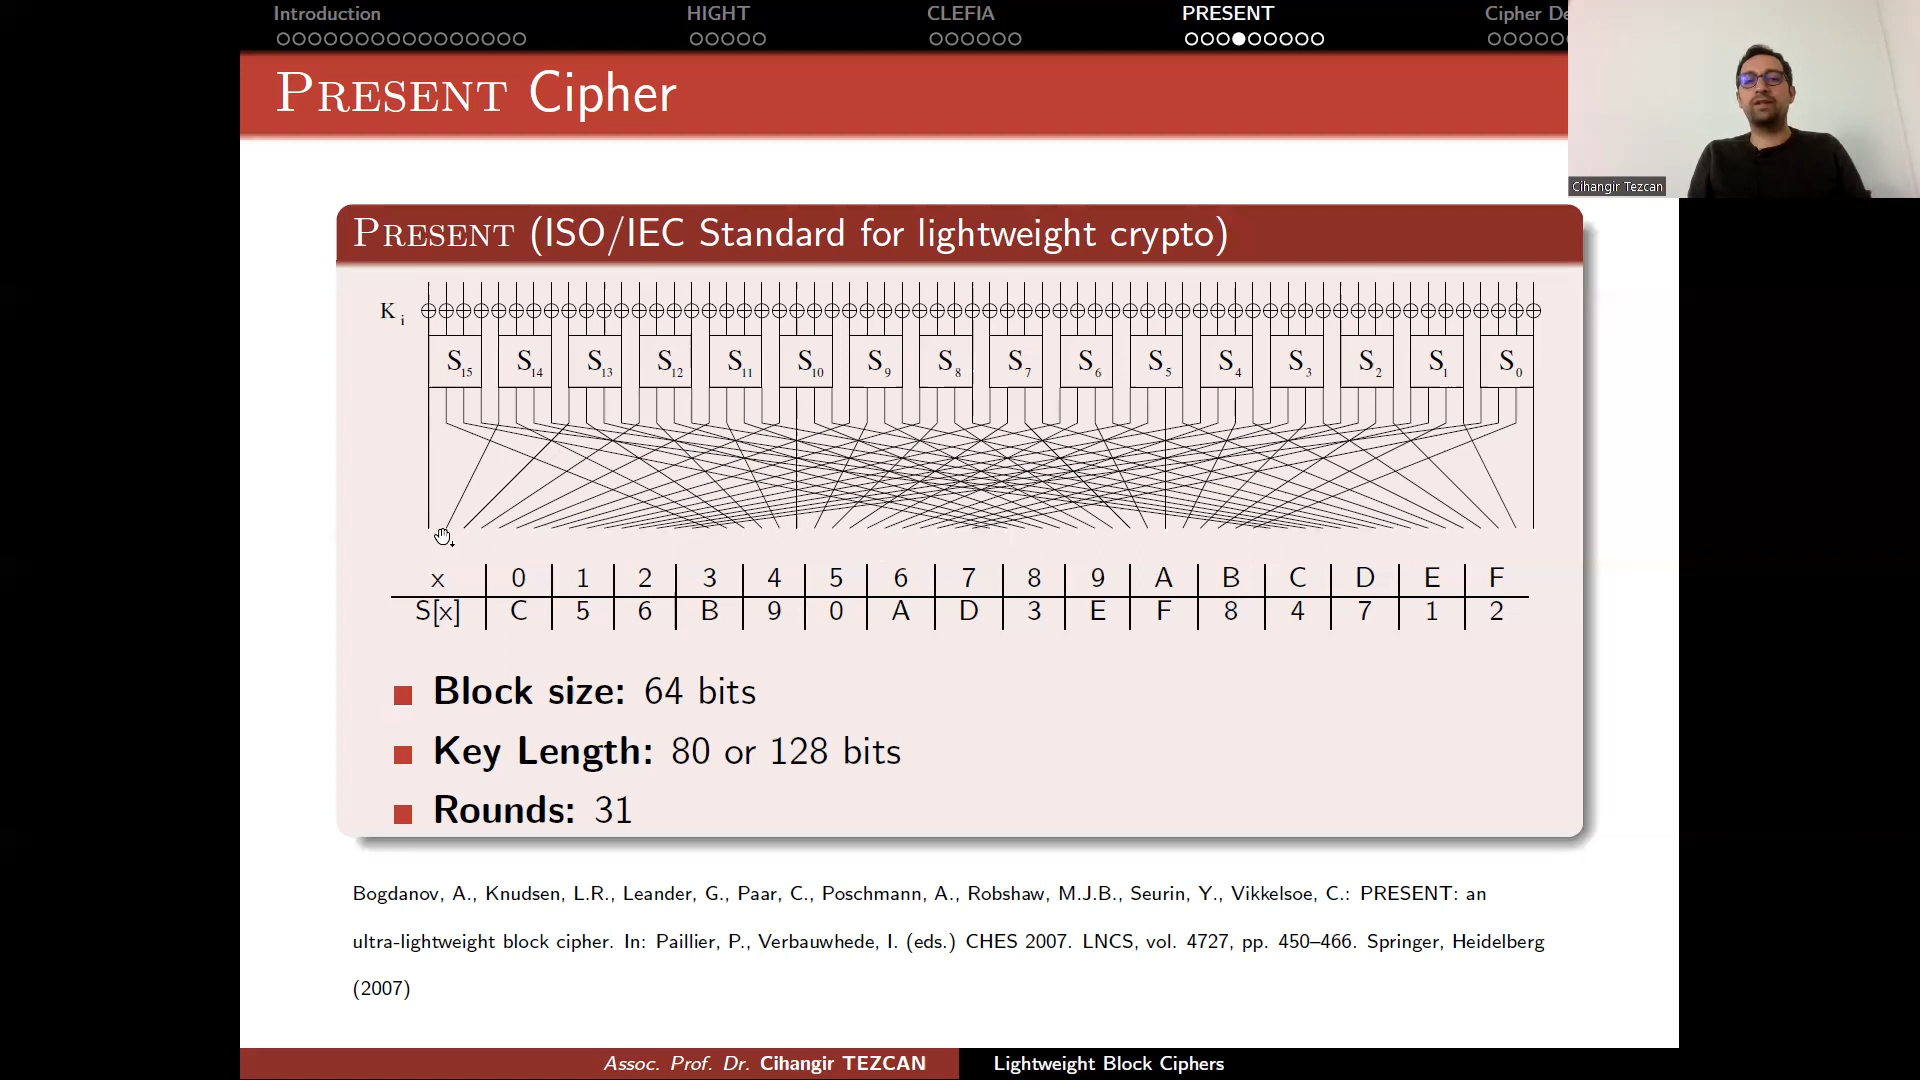 Introduction HIGHT CLEFIA PRESENT Cipher De
PRESENT Cipher
Cihangir Tezcan
PRESENT (ISO/IEC Standard for lightweight crypto)
K i
S15 S14 S13 S12 S11 S10 S9 S8 S7 S6 S5 S4 S3 S2 S1 S0
x 0 1 2 3 4 5 6 7 8 9 A B C D E F
S[x] C 5 6 B 9 0 A D 3 E F 8 4 7 1 2
Block size: 64 bits
Key Length: 80 or 128 bits
Rounds: 31
Bogdanov, A., Knudsen, L.R., Leander, G., Paar, C., Poschmann, A., Robshaw, M.J.B., Seurin, Y., Vikkelsoe, C.: PRESENT: an
ultra-lightweight block cipher. In: Paillier, P., Verbauwhede, I. (eds.) CHES 2007. LNCS, vol. 4727, pp. 450–466. Springer, Heidelberg
(2007)
Assoc. Prof. Dr. Cihangir TEZCAN Lightweight Block Ciphers